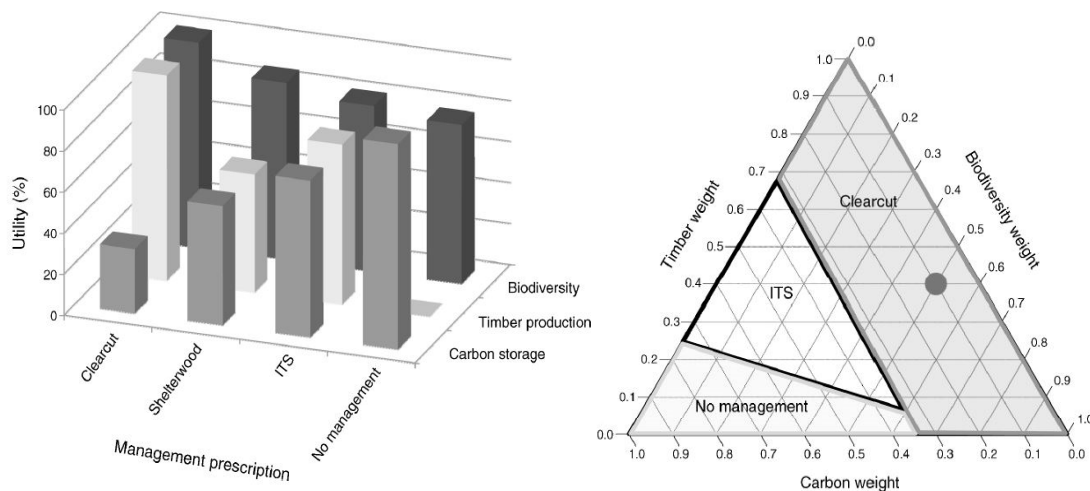 100
80
60
40
20
0
Utility (%)
Clearcut
Shelterwood
ITS
No management
Management prescription
Biodiversity
Timber production
Carbon storage
1.0
0.9
0.8
0.7
0.6
0.5
0.4
0.3
0.2
0.1
0.0
Timber weight
0.0
0.1
0.2
0.3
0.4
0.5
0.6
0.7
0.8
0.9
1.0
Biodiversity weight
Clearcut
ITS
No management
1.0 0.9 0.8 0.7 0.6 0.5 0.4 0.3 0.2 0.1 0.0
Carbon weight